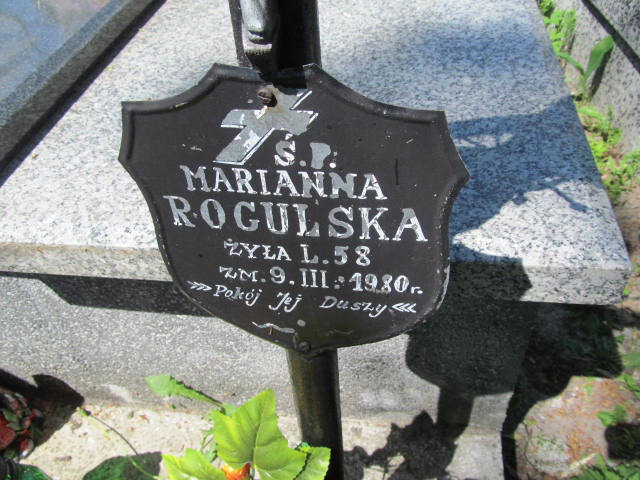 Ś.P.
MARIANNA
ROGULSKA
ŻYŁA L.58
ZM.9.III.1980r.
Pokój Jej Duszy